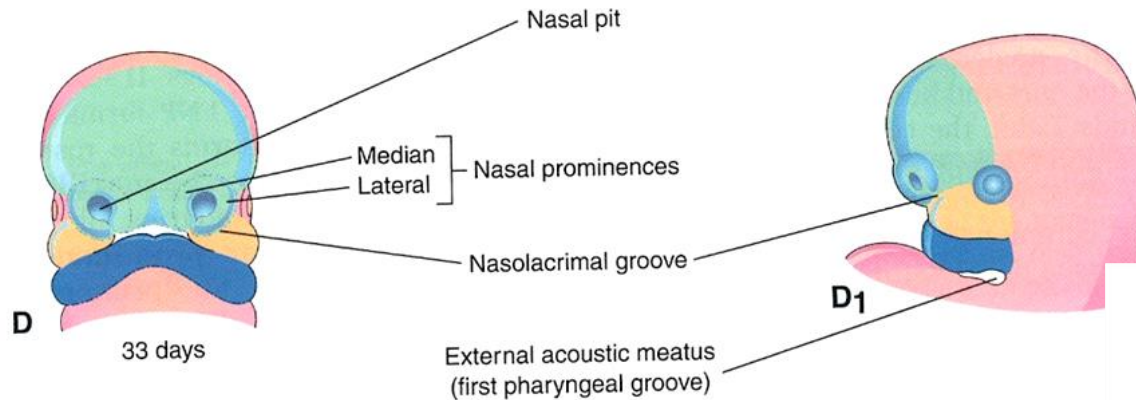 Nasal pit
Median
Lateral
Nasal prominences
Nasolacrimal groove
D
33 days
D1
External acoustic meatus
(first pharyngeal groove)